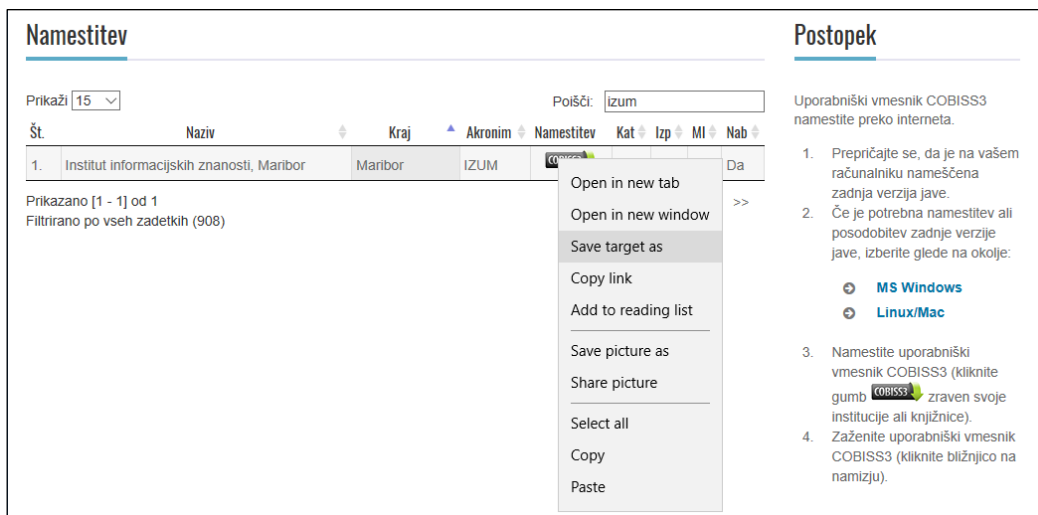 Namestitev
Prikaži 15
Poišči: izum
Št. Naziv Kraj Akronim Namestitev Kat Izp MI Nab
1. Institut informacijskih znanosti, Maribor Maribor IZUM Da
Prikazano [1 - 1] od 1
>>
Filtrirano po vseh zadetkih (908)
Open in new tab
Open in new window
Save target as
Copy link
Add to reading list
Save picture as
Share picture
Select all
Copy
Paste
Postopek
Uporabniški vmesnik COBISS3
namestite preko interneta.
1. Prepričajte se, da je na vašem
računalniku nameščena
zadnja verzija jave.
2. Če je potrebna namestitev ali
posodobitev zadnje verzije
jave, izberite glede na okolje:
MS Windows
Linux/Mac
3. Namestite uporabniški
vmesnik COBISS3 (kliknite
gumb COBISS3 zraven svoje
institucije ali knjižnice).
4. Zaženite uporabniški vmesnik
COBISS3 (kliknite bližnjico na
namizju).